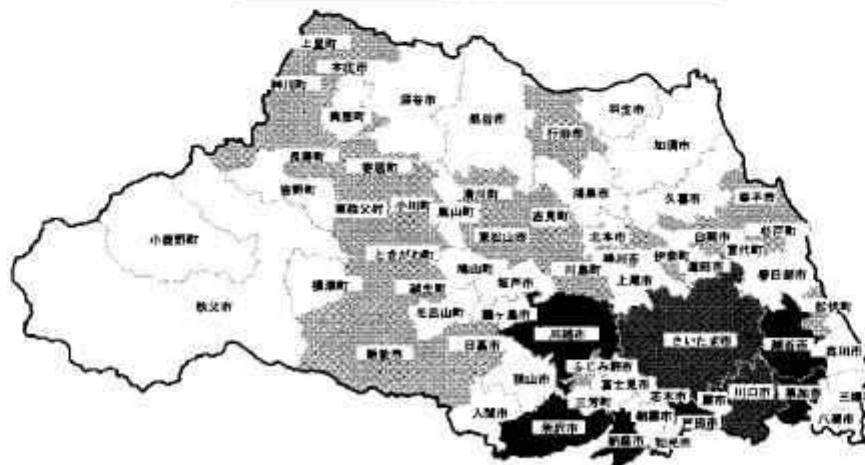 上里町
本庄市
神川町
美里町
深谷市
熊谷市
行田市
羽生市
加須市
長瀞町
寄居町
皆野町
東秩父村
小川町
嵐山町
滑川町
吉見町
鴻巣市
久喜市
幸手市
小鹿野町
東松山市
北本市
白岡市
杉戸町
宮代町
ときがわ町
鳩山町
川島町
桶川市
伊奈町
蓮田市
春日部市
秩父市
横瀬町
越生町
坂戸市
上尾市
毛呂山町
鶴ヶ島市
松伏町
飯能市
日高市
川越市
さいたま市
越谷市
吉川市
ふじみ野市
狭山市
富士見市
三芳町
志木市
蕨市
川口市
草加市
三郷
入間市
所沢市
朝霞市
戸田市
八潮市
新座市
和光市